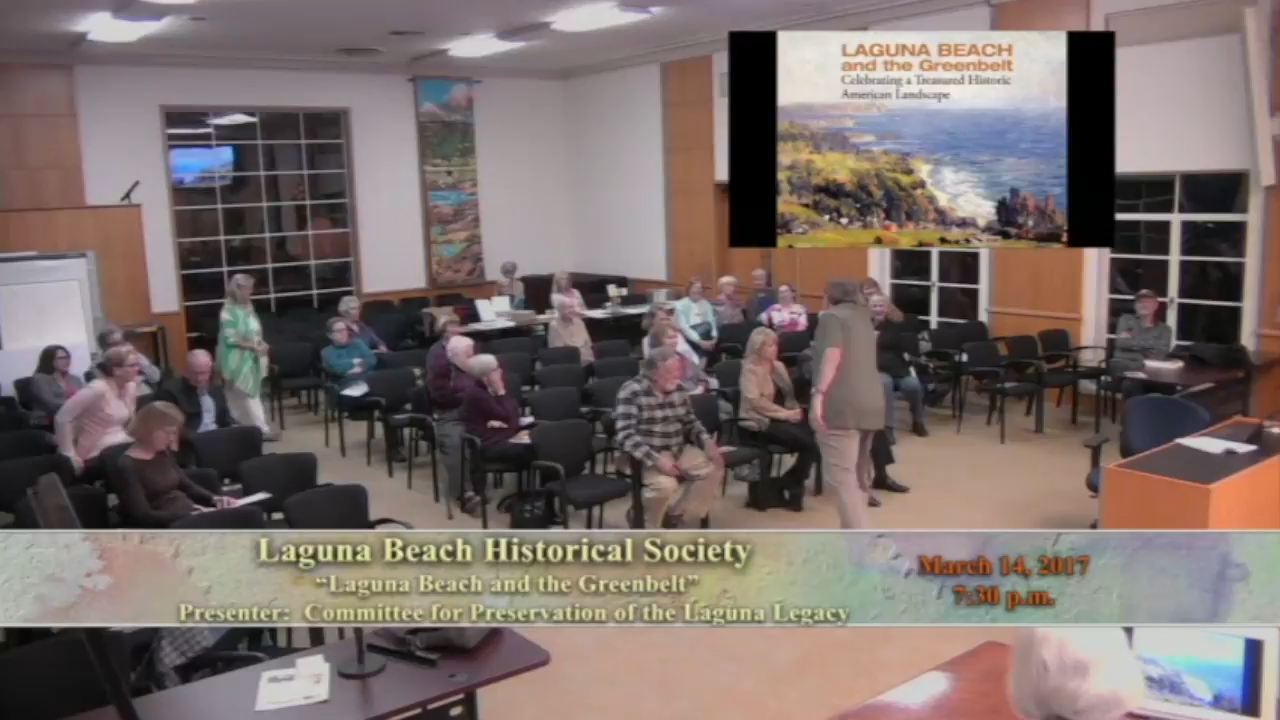 LAGUNA BEACH
and the Greenbelt
Celebrating a Treasured Historic
American Landscape
Laguna Beach Historical Society
“Laguna Beach and the Greenbelt”
Presenter: Committee for Preservation of the Laguna Legacy
March 14, 2017
7:30 p.m.